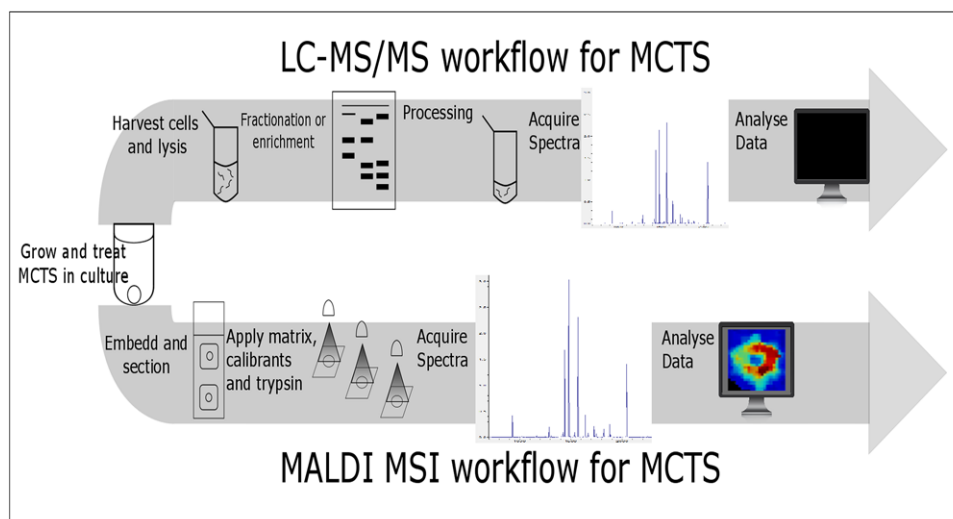 LC-MS/MS workflow for MCTS
Harvest cells
and lysis
Fractionation or
enrichment
Processing
Acquire
Spectra
Analyse
Data
Grow and treat
MCTS in culture
Embedd and
section
Apply matrix,
calibrants
and trypsin
Acquire
Spectra
Analyse
Data
MALDI MSI workflow for MCTS